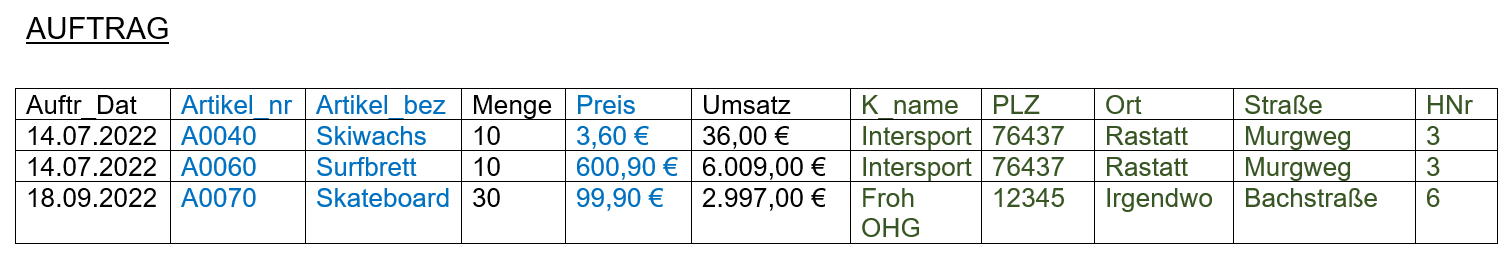 AUFTRAG
Auftr_Dat Artikel_nr Artikel_bez Menge Preis Umsatz K_name PLZ Ort Straße HNr
14.07.2022 A0040 Skiwachs 10 3,60 € 36,00 € Intersport 76437 Rastatt Murgweg 3
14.07.2022 A0060 Surfbrett 10 600,90 € 6.009,00 € Intersport 76437 Rastatt Murgweg 3
18.09.2022 A0070 Skateboard 30 99,90 € 2.997,00 € Froh 12345 Irgendwo Bachstraße 6
OHG